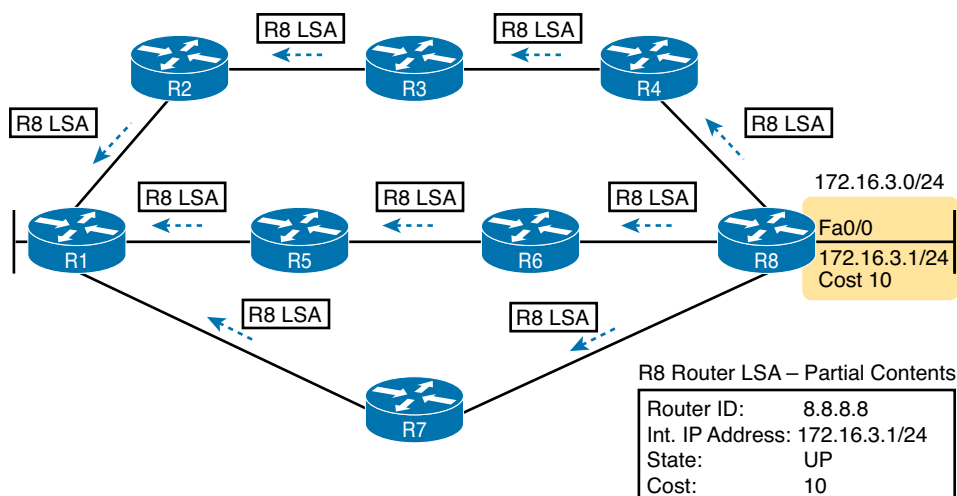 R8 LSA
R8 LSA
R2
R3
R4
R8 LSA
R8 LSA
172.16.3.0/24
R8 LSA
R8 LSA
R8 LSA
Fa0/0
R1
R5
R6
R8
172.16.3.1/24
Cost 10
R8 LSA
R8 LSA
R7
R8 Router LSA – Partial Contents
Router ID: 8.8.8.8
Int. IP Address: 172.16.3.1/24
State: UP
Cost: 10